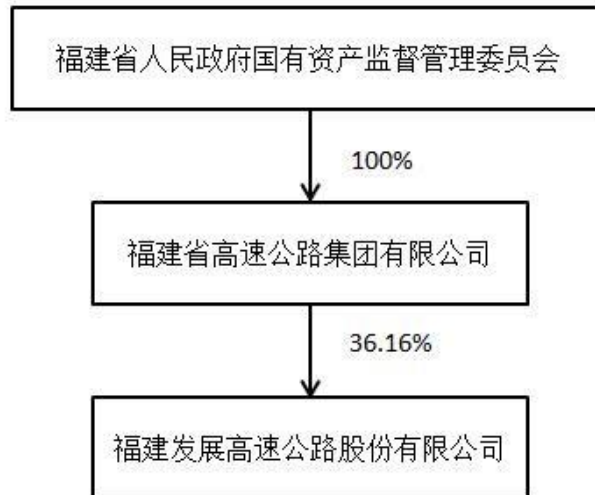 福建省人民政府国有资产监督管理委员会
100%
福建省高速公路集团有限公司
36.16%
福建发展高速公路股份有限公司